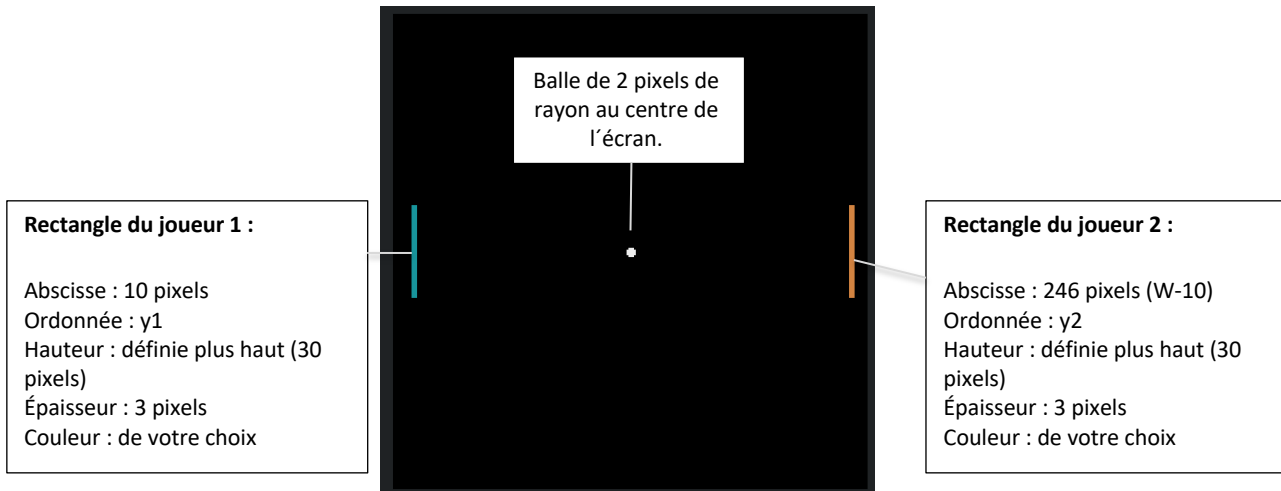 Balle de 2 pixels de
rayon au centre de
l´écran.
Rectangle du joueur 1 :
Abscisse : 10 pixels
Ordonnée : y1
Hauteur : définie plus haut (30
pixels)
Épaisseur : 3 pixels
Couleur : de votre choix
Rectangle du joueur 2 :
Abscisse : 246 pixels (W-10)
Ordonnée : y2
Hauteur : définie plus haut (30
pixels)
Épaisseur : 3 pixels
Couleur : de votre choix